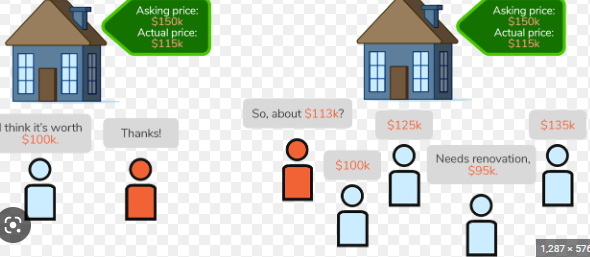 Asking price:
$150k
Actual price:
$115k
Asking price:
$150k
Actual price:
$115k
I think it's worth
$100k.
Thanks!
So, about $113k?
$125k
$135k
$100k
Needs renovation,
$95k.
1,287 × 576